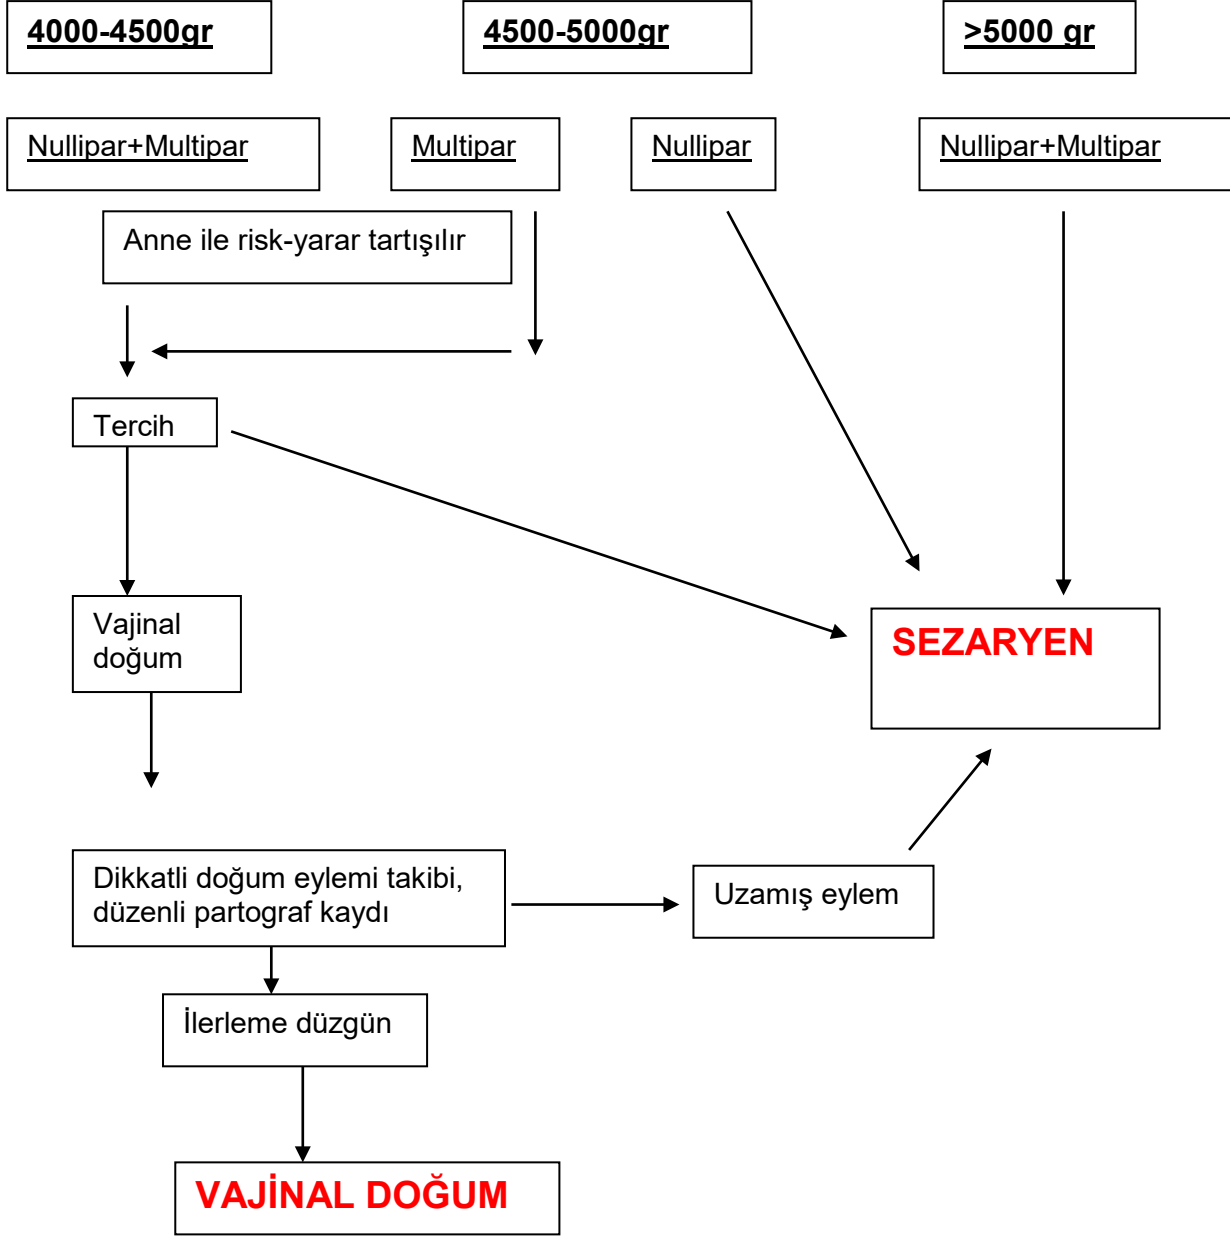 4000-4500gr
4500-5000gr
>5000 gr
Nullipar+Multipar
Multipar
Nullipar
Nullipar+Multipar
Anne ile risk-yarar tartışılır
Tercih
Vajinal
doğum
SEZARYEN
Dikkatli doğum eylemi takibi,
düzenli partograf kaydı
Uzamış eylem
İlerleme düzgün
VAJİNAL DOĞUM